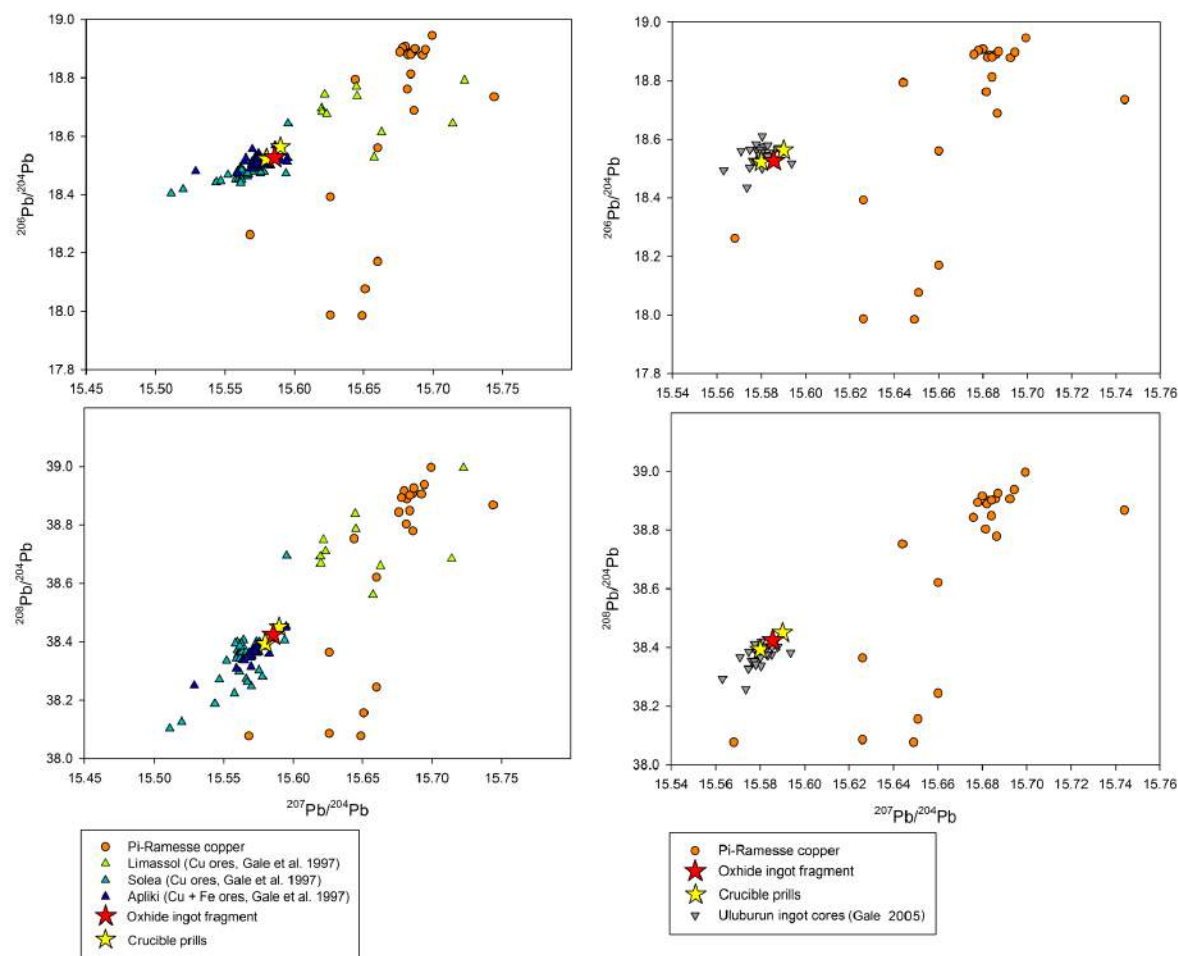 19.0
18.8
18.6
18.4
18.2
18.0
17.8
²⁰⁶Pb/²⁰⁴Pb
15.45 15.50 15.55 15.60 15.65 15.70 15.75
19.0
18.8
18.6
18.4
18.2
18.0
17.8
²⁰⁶Pb/²⁰⁴Pb
15.54 15.56 15.58 15.60 15.62 15.64 15.66 15.68 15.70 15.72 15.74 15.76
39.0
38.8
38.6
38.4
38.2
38.0
²⁰⁸Pb/²⁰⁴Pb
15.45 15.50 15.55 15.60 15.65 15.70 15.75
²⁰⁷Pb/²⁰⁴Pb
39.0
38.8
38.6
38.4
38.2
38.0
²⁰⁸Pb/²⁰⁴Pb
15.54 15.56 15.58 15.60 15.62 15.64 15.66 15.68 15.70 15.72 15.74 15.76
²⁰⁷Pb/²⁰⁴Pb
Pi-Ramesse copper
Limassol (Cu ores, Gale et al. 1997)
Solea (Cu ores, Gale et al. 1997)
Apliki (Cu + Fe ores, Gale et al. 1997)
Oxhide ingot fragment
Crucible prills
Pi-Ramesse copper
Oxhide ingot fragment
Crucible prills
Uluburun ingot cores (Gale 2005)